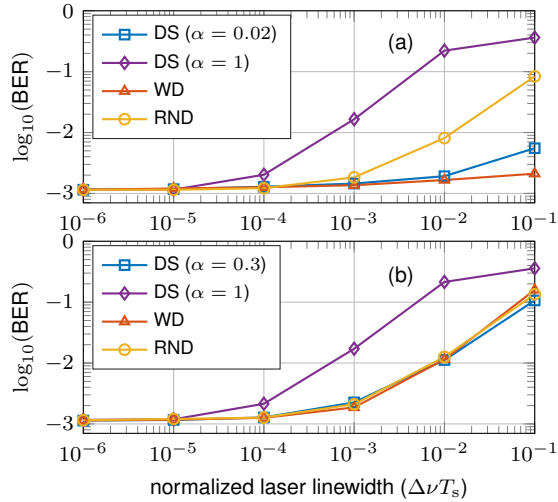 0
−1
−2
−3
log₁₀(BER)
DS (α = 0.02)
DS (α = 1)
WD
RND
(a)
10⁻⁶ 10⁻⁵ 10⁻⁴ 10⁻³ 10⁻² 10⁻¹
0
−1
−2
−3
log₁₀(BER)
DS (α = 0.3)
DS (α = 1)
WD
RND
(b)
10⁻⁶ 10⁻⁵ 10⁻⁴ 10⁻³ 10⁻² 10⁻¹
normalized laser linewidth (ΔνTₛ)